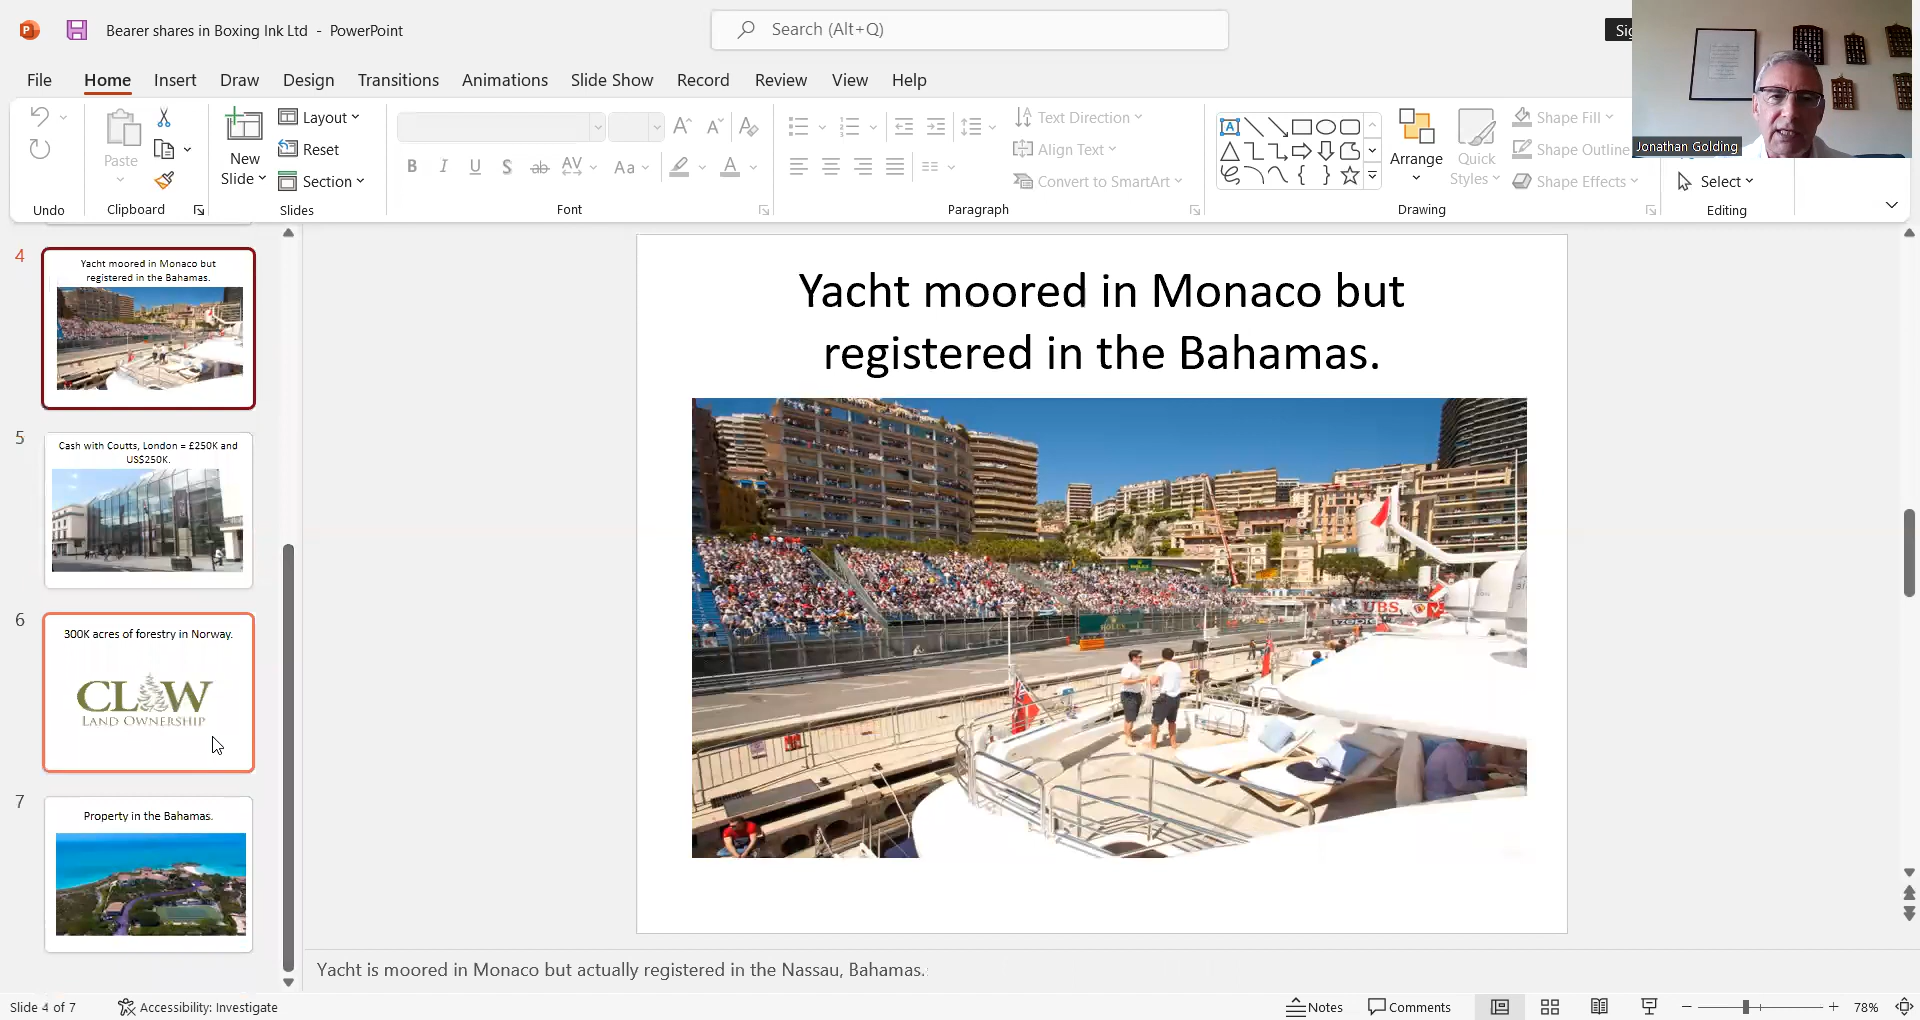 Bearer shares in Boxing Ink Ltd - PowerPoint
Search (Alt+Q)
Sig
File Home Insert Draw Design Transitions Animations Slide Show Record Review View Help
Undo
Paste
Clipboard
New Slide
Layout
Reset
Section
Slides
Font
Text Direction
Align Text
Convert to SmartArt
Paragraph
Arrange
Quick Styles
Shape Fill
Shape Outline
Shape Effects
Drawing
Select
Editing
Jonathan Golding
4
Yacht moored in Monaco but
registered in the Bahamas.
5
Cash with Coutts, London = £250K and
US$250K.
6
300K acres of forestry in Norway.
CLAW
LAND OWNERSHIP
7
Property in the Bahamas.
Yacht moored in Monaco but
registered in the Bahamas.
ROLEX
UBS
Yacht is moored in Monaco but actually registered in the Nassau, Bahamas.
Slide 4 of 7
Accessibility: Investigate
Notes
Comments
78%